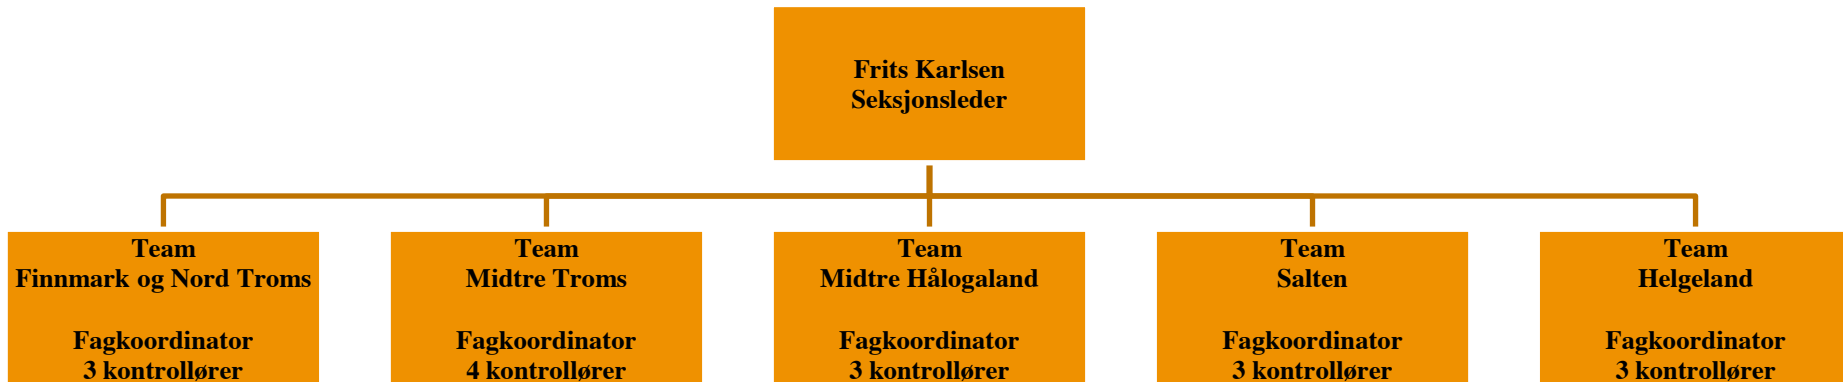 Frits Karlsen
Seksjonsleder
Team
Finnmark og Nord Troms
Fagkoordinator
3 kontrollører
Team
Midtre Troms
Fagkoordinator
4 kontrollører
Team
Midtre Hålogaland
Fagkoordinator
3 kontrollører
Team
Salten
Fagkoordinator
3 kontrollører
Team
Helgeland
Fagkoordinator
3 kontrollører